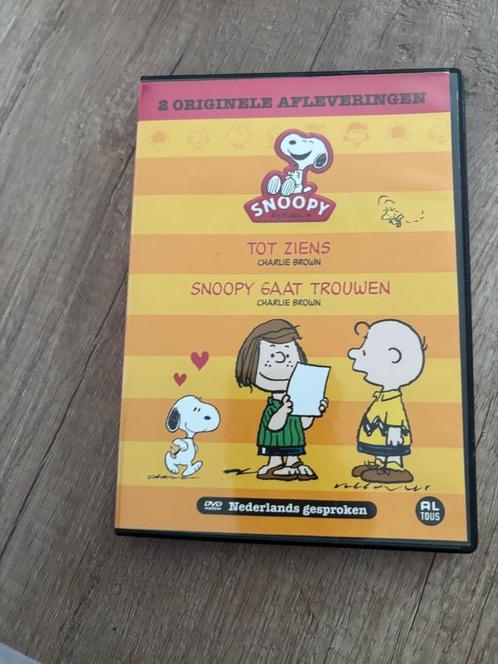 2 ORIGINELE AFLEVERINGEN
SNOOPY
TOT ZIENS
CHARLIE BROWN
SNOOPY GAAT TROUWEN
CHARLIE BROWN
DVD Nederlands gesproken
AL
TOUS